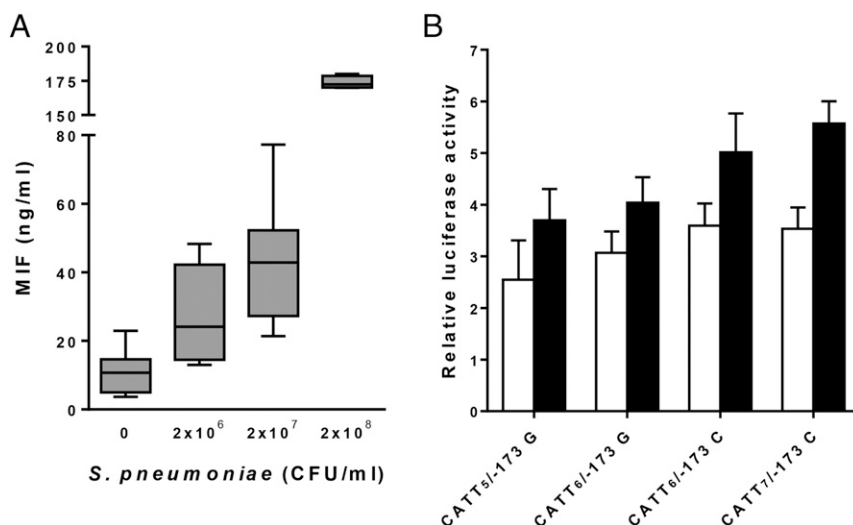 A
200
175
150
80
60
40
20
0
MIF (ng/ml)
0 2x10⁶ 2x10⁷ 2x10⁸
S. pneumoniae (CFU/ml)
B
7
6
5
4
3
2
1
0
Relative luciferase activity
CATT₅/-173 G
CATT₆/-173 G
CATT₆/-173 C
CATT₇/-173 C